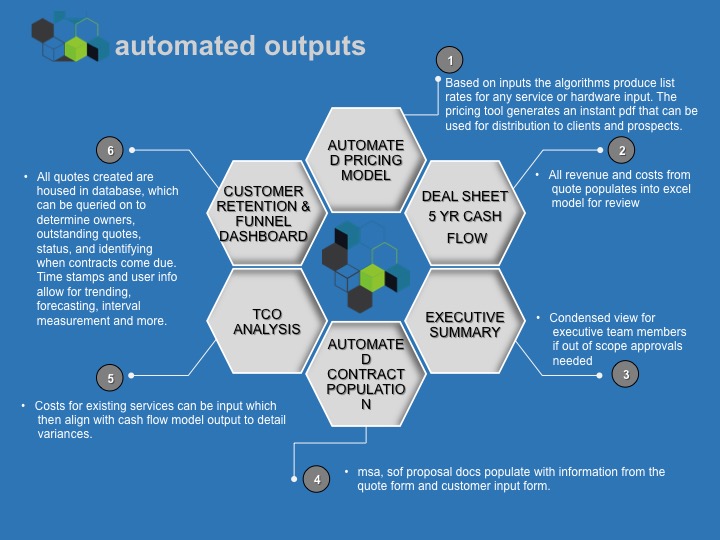 automated outputs
1
Based on inputs the algorithms produce list
rates for any service or hardware input. The
pricing tool generates an instant pdf that can be
used for distribution to clients and prospects.
AUTOMATE
D PRICING
MODEL
2
• All revenue and costs from
quote populates into excel
model for review
DEAL SHEET
5 YR CASH
FLOW
EXECUTIVE
SUMMARY
• Condensed view for
executive team members
if out of scope approvals
needed
3
AUTOMATE
D
CONTRACT
POPULATIO
N
4
• msa, sof proposal docs populate with information from the
quote form and customer input form.
TCO
ANALYSIS
5
• Costs for existing services can be input which
then align with cash flow model output to detail
variances.
6
• All quotes created are
housed in database, which
can be queried on to
determine owners,
outstanding quotes,
status, and identifying
when contracts come due.
Time stamps and user info
allow for trending,
forecasting, interval
measurement and more.
CUSTOMER
RETENTION &
FUNNEL
DASHBOARD